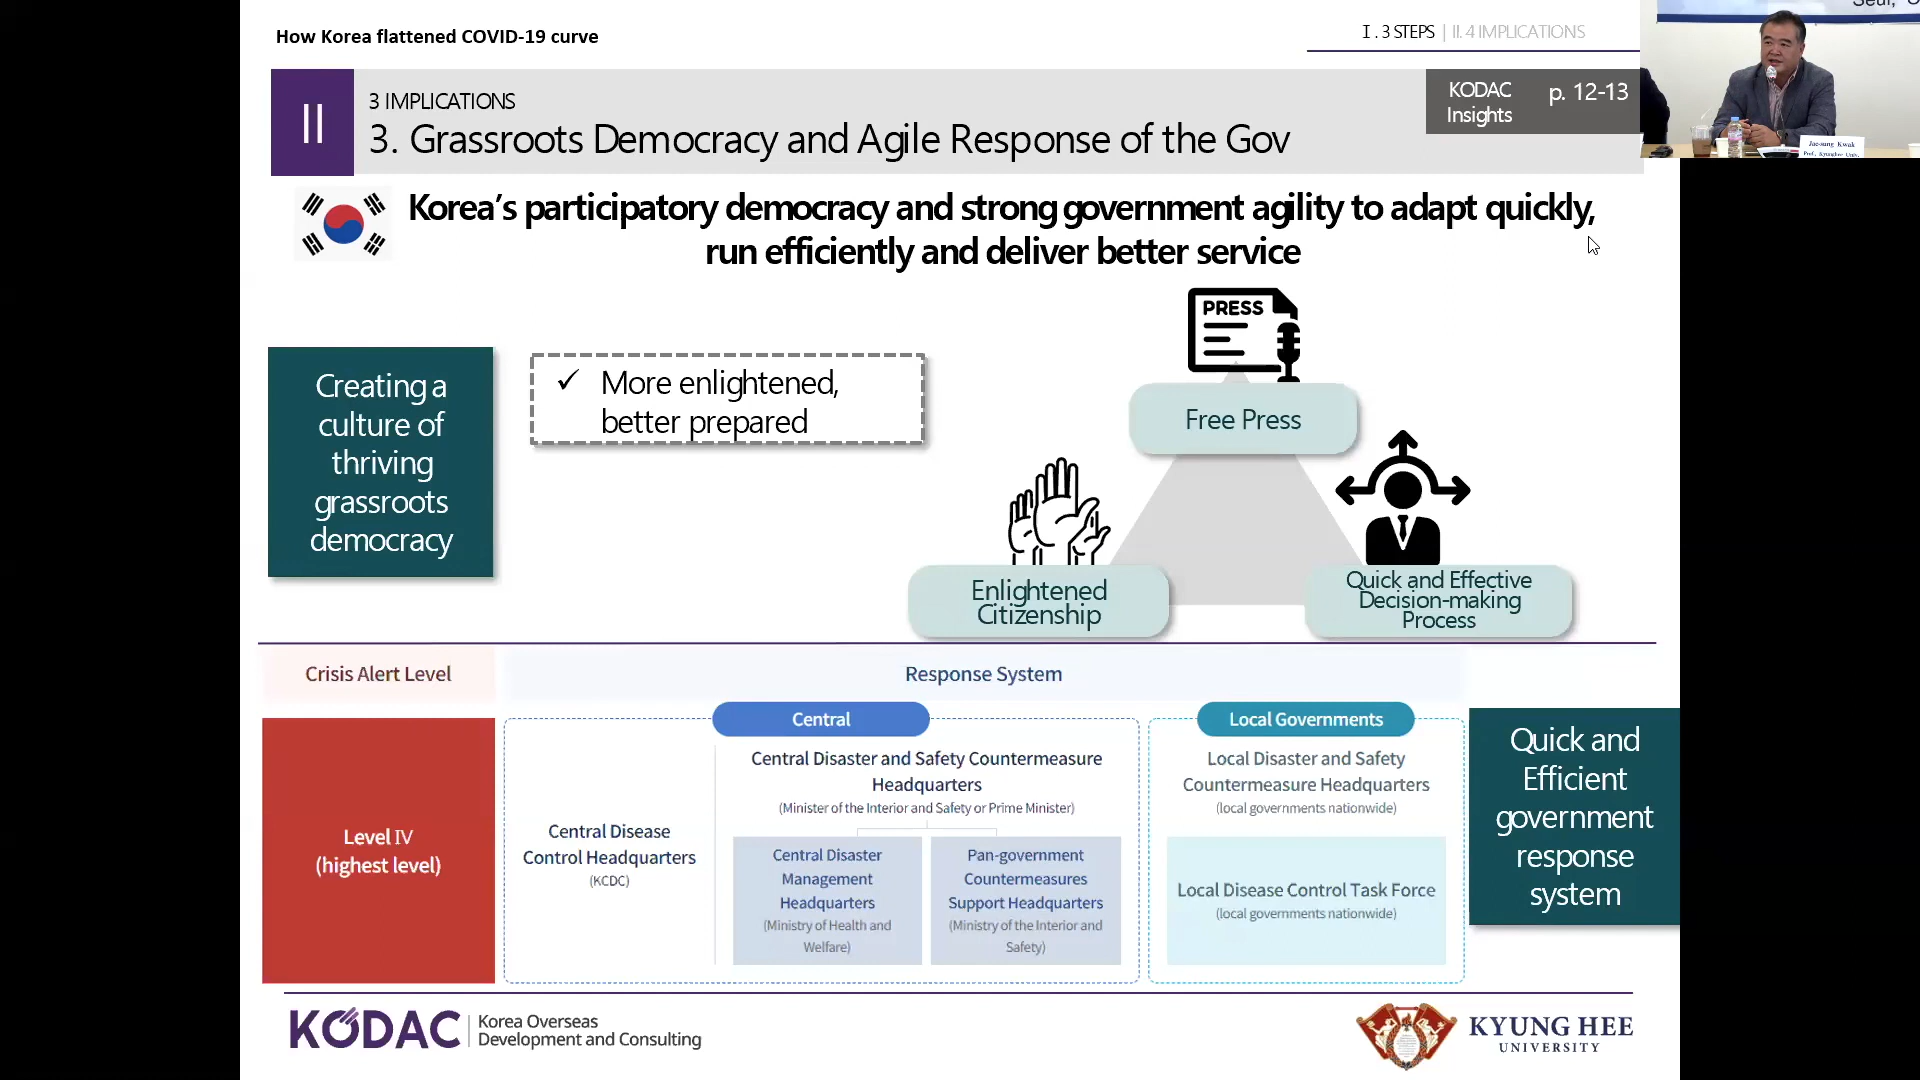 How Korea flattened COVID-19 curve
I . 3 STEPS | II. 4 IMPLICATIONS
II
3 IMPLICATIONS
3. Grassroots Democracy and Agile Response of the Gov
KODAC
Insights
p. 12-13
Jae-sung Kwak
Prof., Kyunghee Univ.
Korea's participatory democracy and strong government agility to adapt quickly,
run efficiently and deliver better service
Creating a
culture of
thriving
grassroots
democracy
✓ More enlightened,
better prepared
PRESS
Free Press
Enlightened
Citizenship
Quick and Effective
Decision-making
Process
Crisis Alert Level
Response System
Level IV
(highest level)
Central
Central Disease
Control Headquarters
(KCDC)
Central Disaster and Safety Countermeasure
Headquarters
(Minister of the Interior and Safety or Prime Minister)
Central Disaster
Management
Headquarters
(Ministry of Health and
Welfare)
Pan-government
Countermeasures
Support Headquarters
(Ministry of the Interior and
Safety)
Local Governments
Local Disaster and Safety
Countermeasure Headquarters
(local governments nationwide)
Local Disease Control Task Force
(local governments nationwide)
Quick and
Efficient
government
response
system
KODAC
Korea Overseas
Development and Consulting
KYUNG HEE
UNIVERSITY